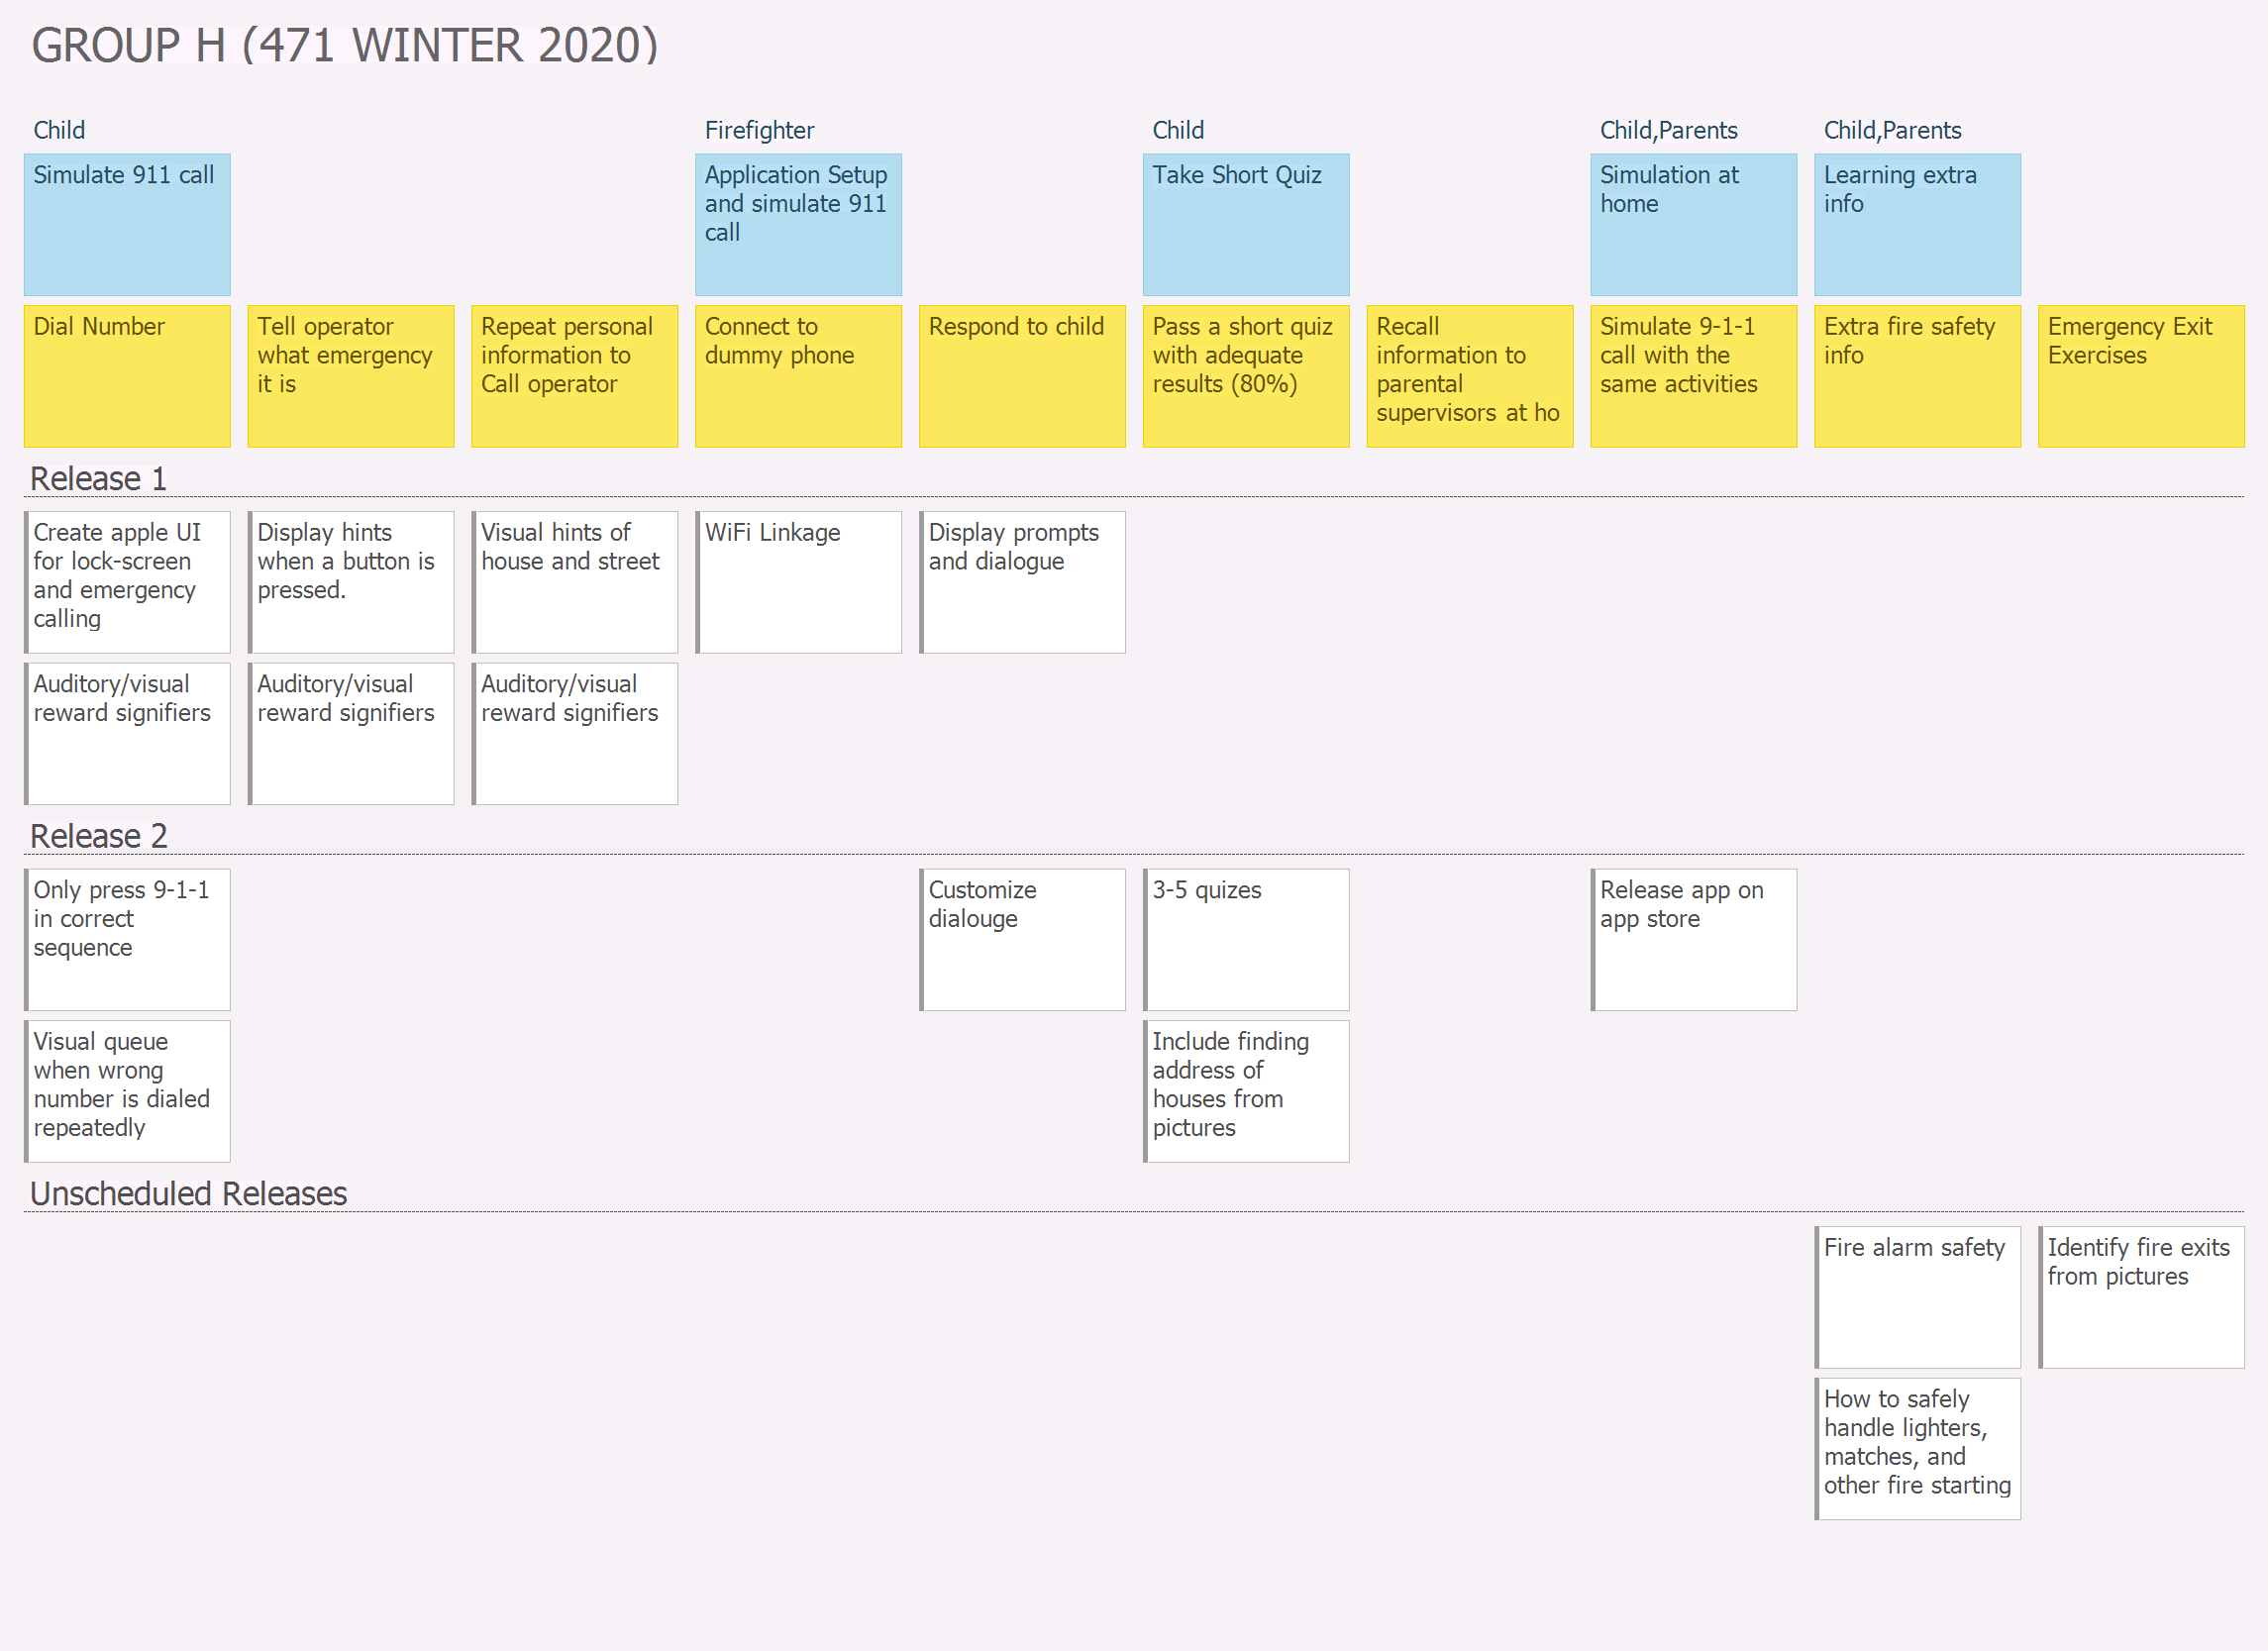 GROUP H (471 WINTER 2020)
Child
Firefighter
Child
Child,Parents
Child,Parents
Simulate 911 call
Application Setup
and simulate 911
call
Take Short Quiz
Simulation at
home
Learning extra
info
Dial Number
Tell operator
what emergency
it is
Repeat personal
information to
Call operator
Connect to
dummy phone
Respond to child
Pass a short quiz
with adequate
results (80%)
Recall
information to
parental
supervisors at ho
Simulate 9-1-1
call with the
same activities
Extra fire safety
info
Emergency Exit
Exercises
Release 1
Create apple UI
for lock-screen
and emergency
calling
Display hints
when a button is
pressed.
Visual hints of
house and street
WiFi Linkage
Display prompts
and dialogue
Auditory/visual
reward signifiers
Auditory/visual
reward signifiers
Auditory/visual
reward signifiers
Release 2
Only press 9-1-1
in correct
sequence
Customize
dialouge
3-5 quizes
Release app on
app store
Visual queue
when wrong
number is dialed
repeatedly
Include finding
address of
houses from
pictures
Unscheduled Releases
Fire alarm safety
Identify fire exits
from pictures
How to safely
handle lighters,
matches, and
other fire starting